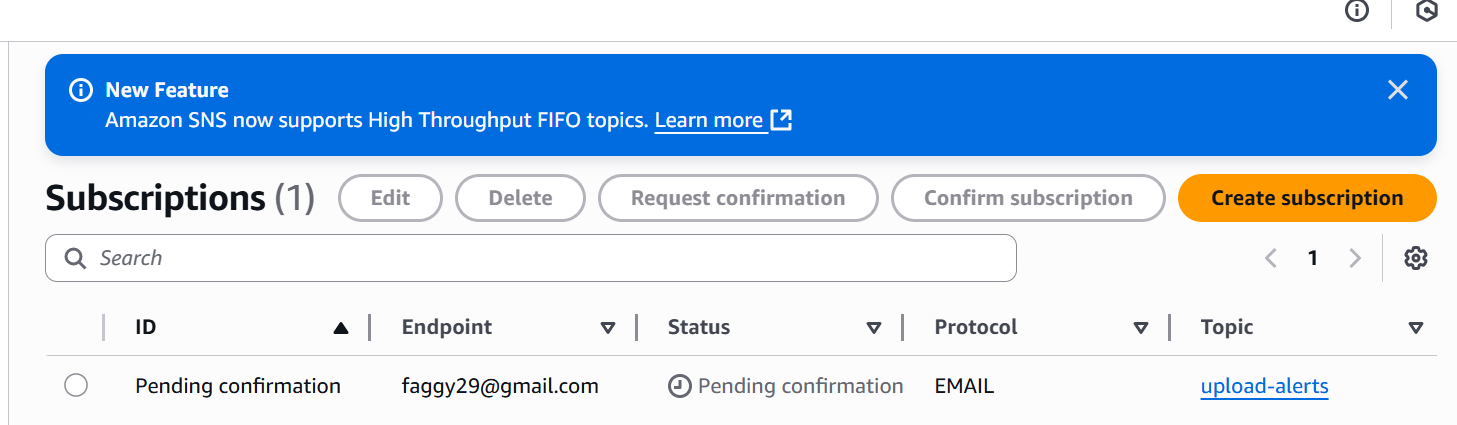 New Feature
Amazon SNS now supports High Throughput FIFO topics. Learn more
Subscriptions (1) Edit Delete Request confirmation Confirm subscription Create subscription
Search 1
ID Endpoint Status Protocol Topic
Pending confirmation faggy29@gmail.com Pending confirmation EMAIL upload-alerts